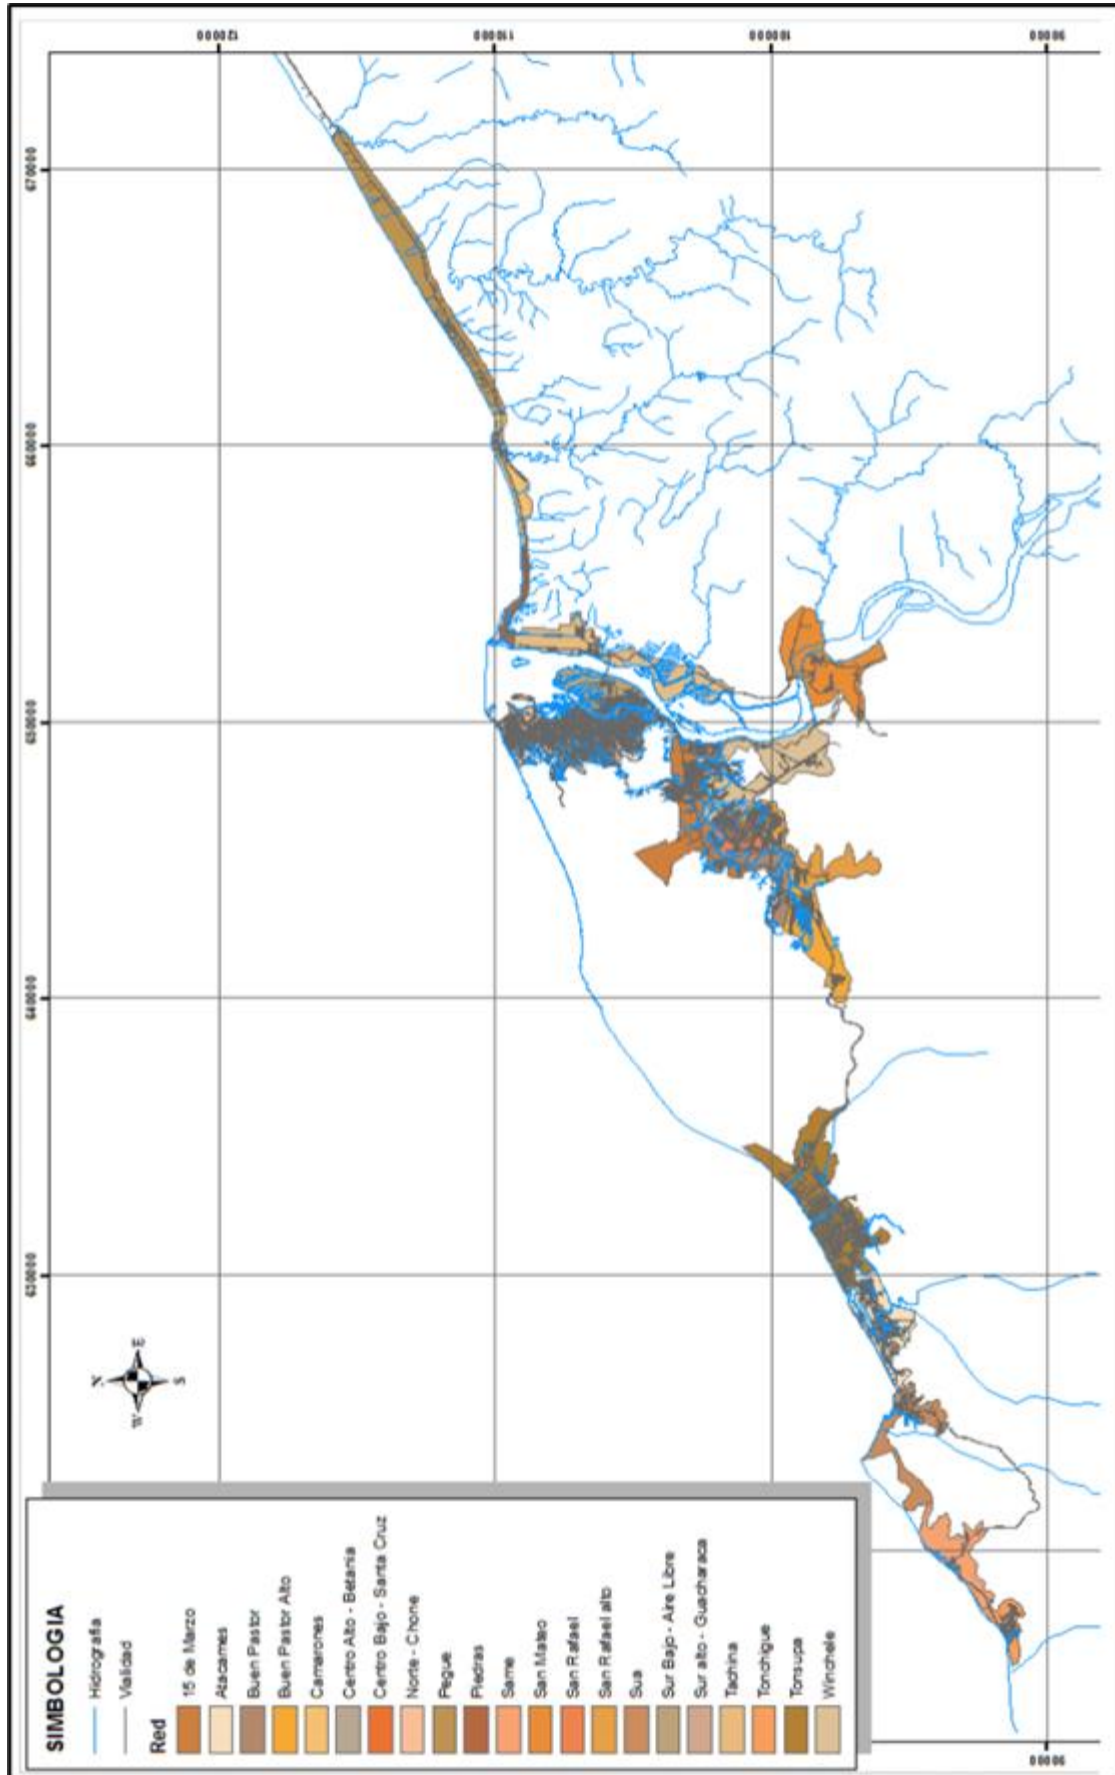 SIMBOLOGIA
Hidrografia
Vialidad
Red
15 de Marzo
Atacames
Buen Pastor
Buen Pastor Alto
Camarones
Centro Alto - Betania
Centro Bajo - Santa Cruz
Norte - Chone
Pegue
Piedras
Same
San Mateo
San Rafael
San Rafael alto
Sua
Sur Bajo - Aire Libre
Sur alto - Guacharaca
Tachina
Tonchigue
Tonsupa
Winchele
N
W
E
S
630000
640000
650000
660000
670000
120000
110000
100000
90000
90000